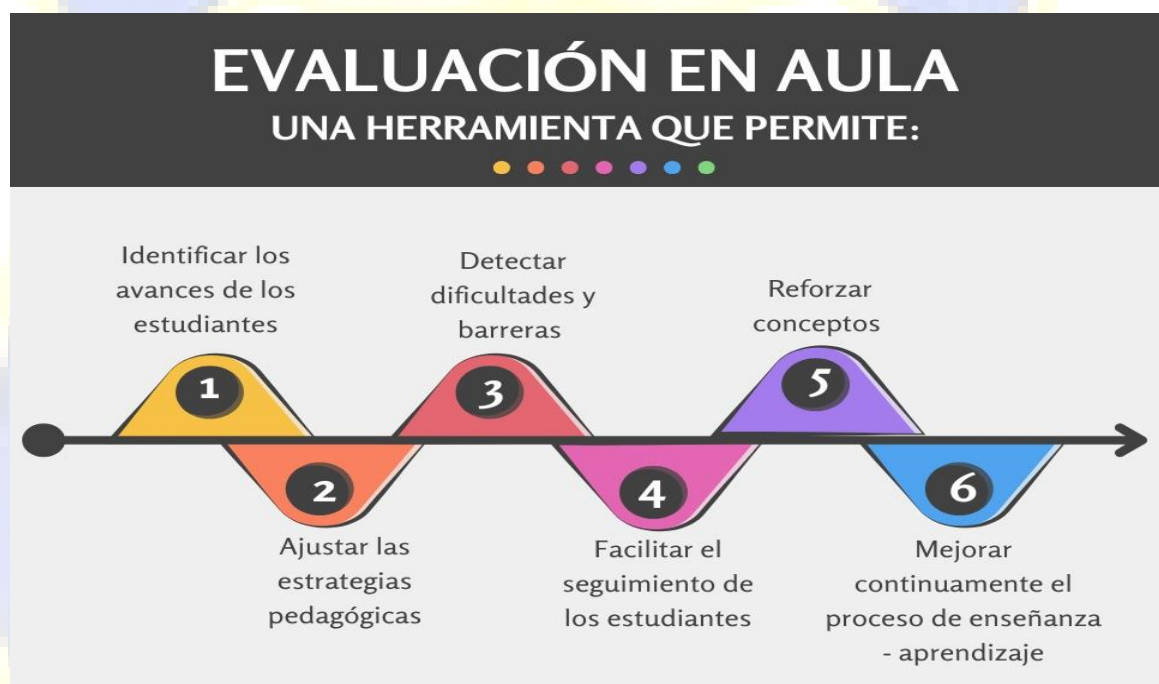 EVALUACIÓN EN AULA
UNA HERRAMIENTA QUE PERMITE:
Identificar los
avances de los
estudiantes
1
2
Ajustar las
estrategias
pedagógicas
Detectar
dificultades y
barreras
3
4
Facilitar el
seguimiento de
los estudiantes
Reforzar
conceptos
5
6
Mejorar
continuamente el
proceso de enseñanza
- aprendizaje